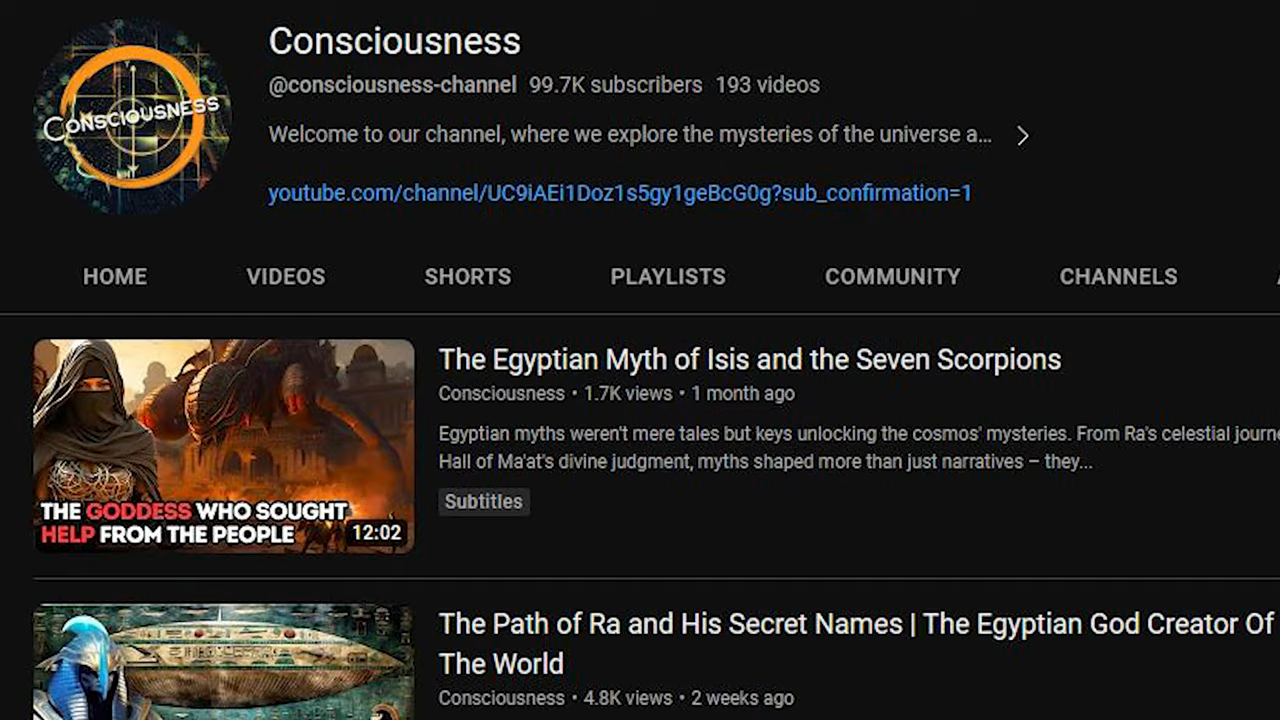 Consciousness
CONSCIOUSNESS
@consciousness-channel 99.7K subscribers 193 videos
Welcome to our channel, where we explore the mysteries of the universe a...
youtube.com/channel/UC9iAEi1Doz1s5gy1geBcG0g?sub_confirmation=1
HOME VIDEOS SHORTS PLAYLISTS COMMUNITY CHANNELS
The Egyptian Myth of Isis and the Seven Scorpions
Consciousness • 1.7K views • 1 month ago
Egyptian myths weren't mere tales but keys unlocking the cosmos' mysteries. From Ra's celestial journe
Hall of Ma'at's divine judgment, myths shaped more than just narratives – they...
Subtitles
THE GODDESS WHO SOUGHT
HELP FROM THE PEOPLE
12:02
The Path of Ra and His Secret Names | The Egyptian God Creator Of
The World
Consciousness • 4.8K views • 2 weeks ago